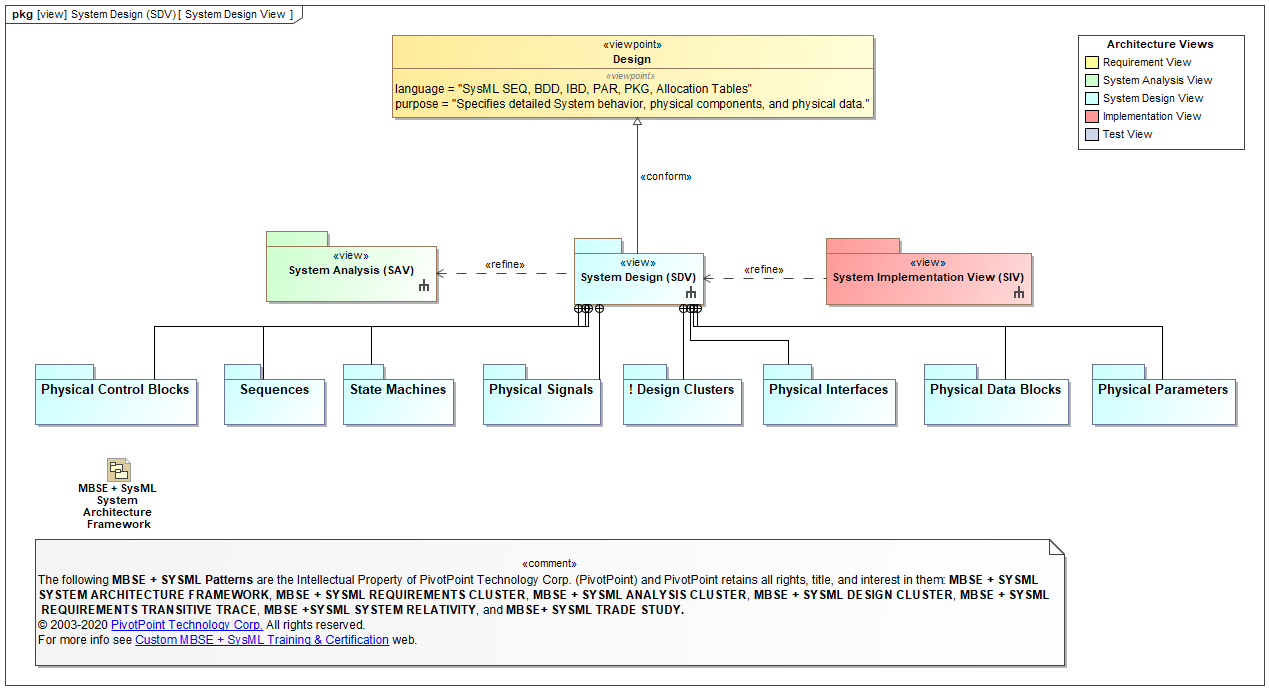 pkg [view] System Design (SDV) [ System Design View ]
«viewpoint»
Design
«viewpoint»
language = "SysML SEQ, BDD, IBD, PAR, PKG, Allocation Tables"
purpose = "Specifies detailed System behavior, physical components, and physical data."
Architecture Views
Requirement View
System Analysis View
System Design View
Implementation View
Test View
«conform»
«view»
System Analysis (SAV)
«refine»
«view»
System Design (SDV)
«refine»
«view»
System Implementation View (SIV)
Physical Control Blocks
Sequences
State Machines
Physical Signals
! Design Clusters
Physical Interfaces
Physical Data Blocks
Physical Parameters
MBSE + SysML
System
Architecture
Framework
«comment»
The following MBSE + SYSML Patterns are the Intellectual Property of PivotPoint Technology Corp. (PivotPoint) and PivotPoint retains all rights, title, and interest in them: MBSE + SYSML
SYSTEM ARCHITECTURE FRAMEWORK, MBSE + SYSML REQUIREMENTS CLUSTER, MBSE + SYSML ANALYSIS CLUSTER, MBSE + SYSML DESIGN CLUSTER, MBSE + SYSML
REQUIREMENTS TRANSITIVE TRACE, MBSE +SYSML SYSTEM RELATIVITY, and MBSE+ SYSML TRADE STUDY.
© 2003-2020 PivotPoint Technology Corp. All rights reserved.
For more info see Custom MBSE + SysML Training & Certification web.